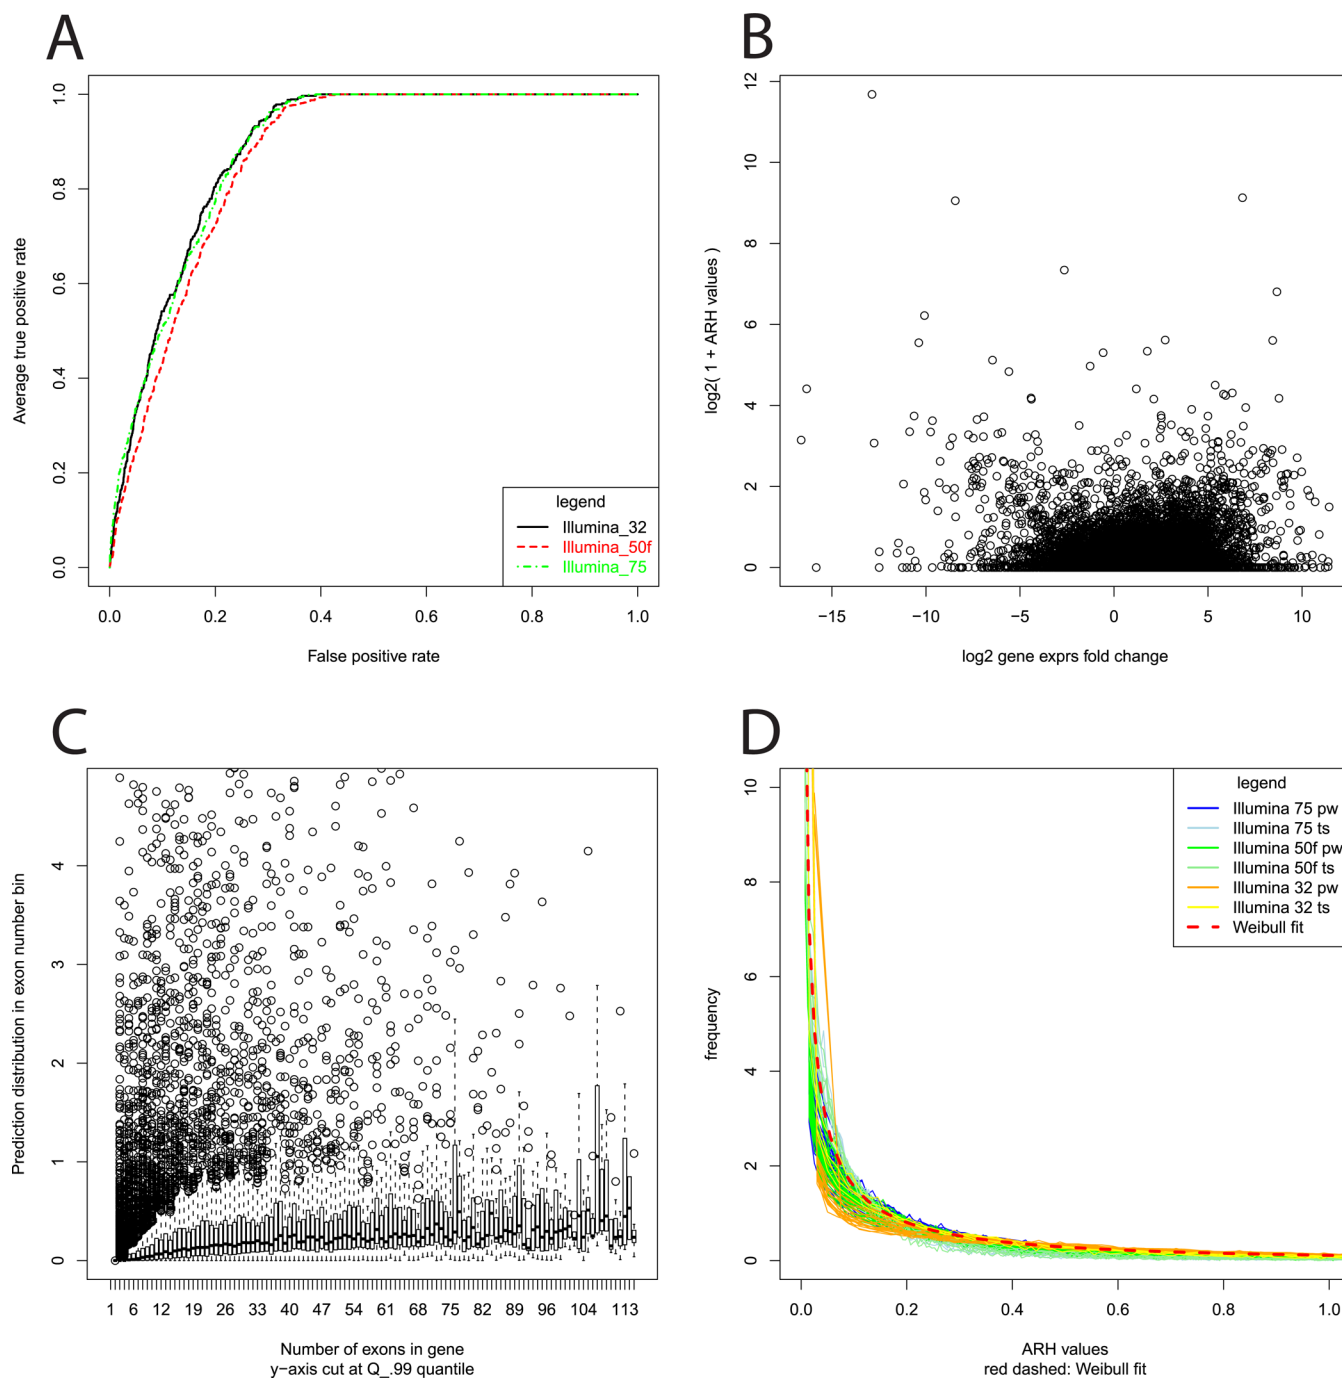 A
1.0
0.8
0.6
0.4
0.2
0.0
Average true positive rate
0.0
0.2
0.4
0.6
0.8
1.0
False positive rate
legend
Illumina_32
Illumina_50f
Illumina_75
B
12
10
8
6
4
2
0
log2( 1 + ARH values )
−15
−10
−5
0
5
10
log2 gene exprs fold change
C
4
3
2
1
0
Prediction distribution in exon number bin
1 6 12 19 26 33 40 47 54 61 68 75 82 89 96 104 113
Number of exons in gene
y−axis cut at Q_.99 quantile
D
10
8
6
4
2
0
frequency
0.0
0.2
0.4
0.6
0.8
1.0
ARH values
red dashed: Weibull fit
legend
Illumina 75 pw
Illumina 75 ts
Illumina 50f pw
Illumina 50f ts
Illumina 32 pw
Illumina 32 ts
Weibull fit